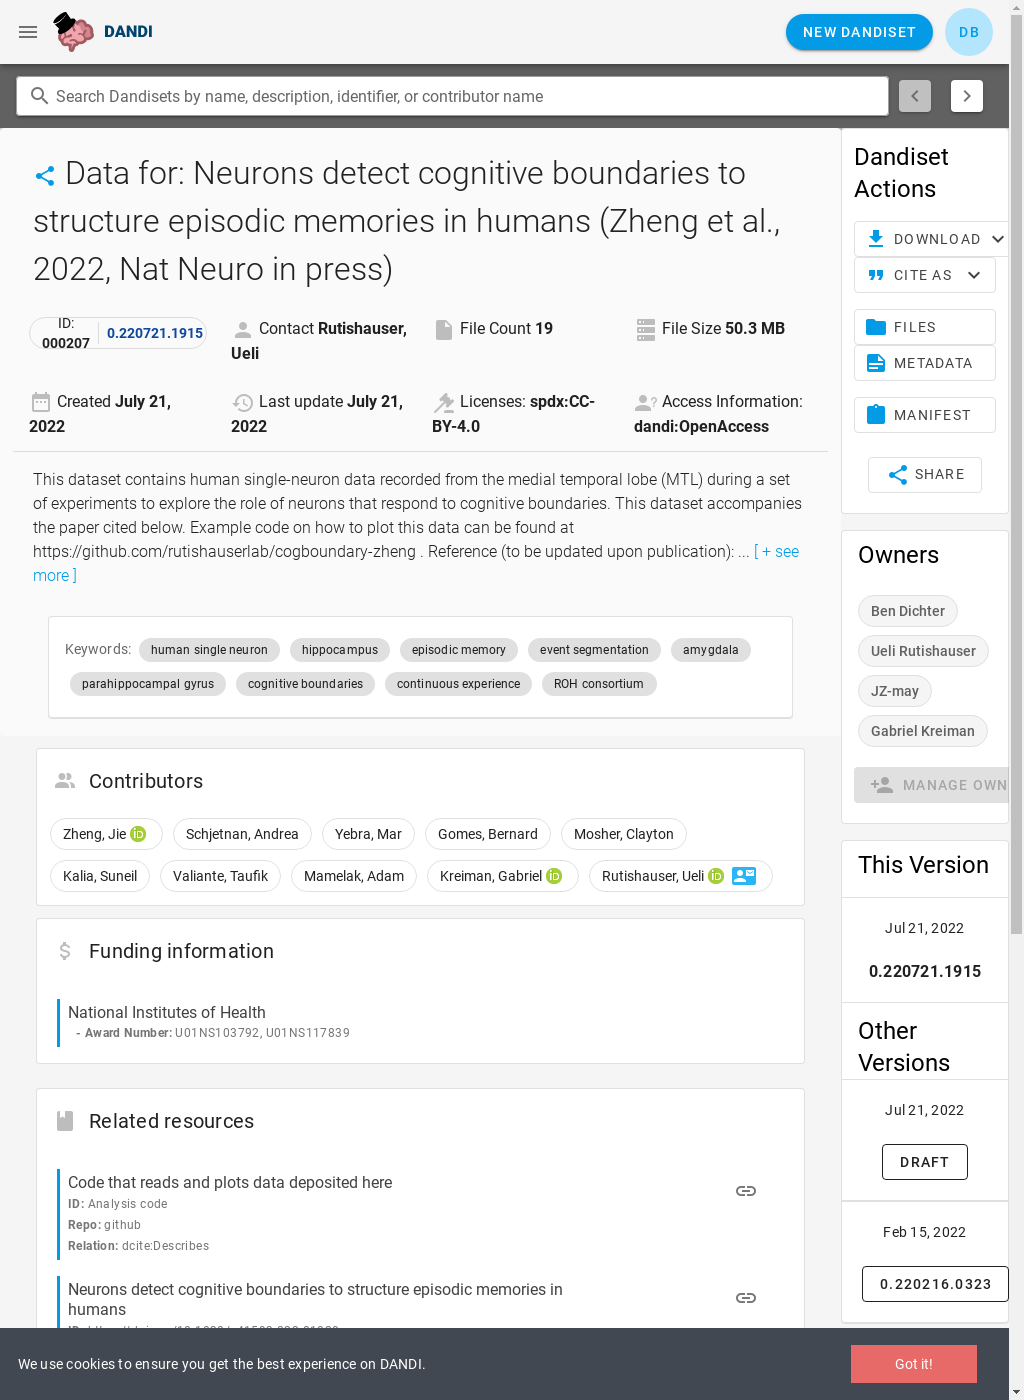 DANDI
NEW DANDISET
DB
Search Dandisets by name, description, identifier, or contributor name
Data for: Neurons detect cognitive boundaries to
structure episodic memories in humans (Zheng et al.,
2022, Nat Neuro in press)
ID:
000207
0.220721.1915
Contact Rutishauser,
Ueli
File Count 19
File Size 50.3 MB
Created July 21,
2022
Last update July 21,
2022
Licenses: spdx:CC-
BY-4.0
Access Information:
dandi:OpenAccess
This dataset contains human single-neuron data recorded from the medial temporal lobe (MTL) during a set
of experiments to explore the role of neurons that respond to cognitive boundaries. This dataset accompanies
the paper cited below. Example code on how to plot this data can be found at
https://github.com/rutishauserlab/cogboundary-zheng . Reference (to be updated upon publication): ... [ + see
more ]
Keywords: human single neuron hippocampus episodic memory event segmentation amygdala
parahippocampal gyrus cognitive boundaries continuous experience ROH consortium
Contributors
Zheng, Jie iD Schjetnan, Andrea Yebra, Mar Gomes, Bernard Mosher, Clayton
Kalia, Suneil Valiante, Taufik Mamelak, Adam Kreiman, Gabriel iD Rutishauser, Ueli iD
Funding information
National Institutes of Health
- Award Number: U01NS103792, U01NS117839
Related resources
Code that reads and plots data deposited here
ID: Analysis code
Repo: github
Relation: dcite:Describes
Neurons detect cognitive boundaries to structure episodic memories in
humans
Dandiset
Actions
DOWNLOAD
CITE AS
FILES
METADATA
MANIFEST
SHARE
Owners
Ben Dichter
Ueli Rutishauser
JZ-may
Gabriel Kreiman
MANAGE OWN
This Version
Jul 21, 2022
0.220721.1915
Other
Versions
Jul 21, 2022
DRAFT
Feb 15, 2022
0.220216.0323
We use cookies to ensure you get the best experience on DANDI.
Got it!